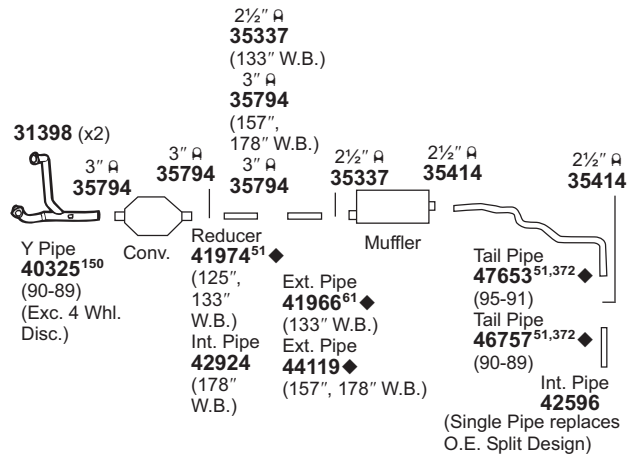 2½″
35337
(133″ W.B.)
3″
35794
(157″,
178″ W.B.)
3″
35794
31398 (x2)
3″
35794
3″
35794
2½″
35337
2½″
35414
2½″
35414
Y Pipe
40325¹⁵⁰
(90-89)
(Exc. 4 Whl.
Disc.)
Conv.
Reducer
41974⁵¹◆
(125″,
133″
W.B.)
Int. Pipe
42924
(178″
W.B.)
Ext. Pipe
41966⁶¹◆
(133″ W.B.)
Ext. Pipe
44119◆
(157″, 178″ W.B.)
Muffler
Tail Pipe
47653⁵¹,³⁷²◆
(95-91)
Tail Pipe
46757⁵¹,³⁷²◆
(90-89)
Int. Pipe
42596
(Single Pipe replaces
O.E. Split Design)